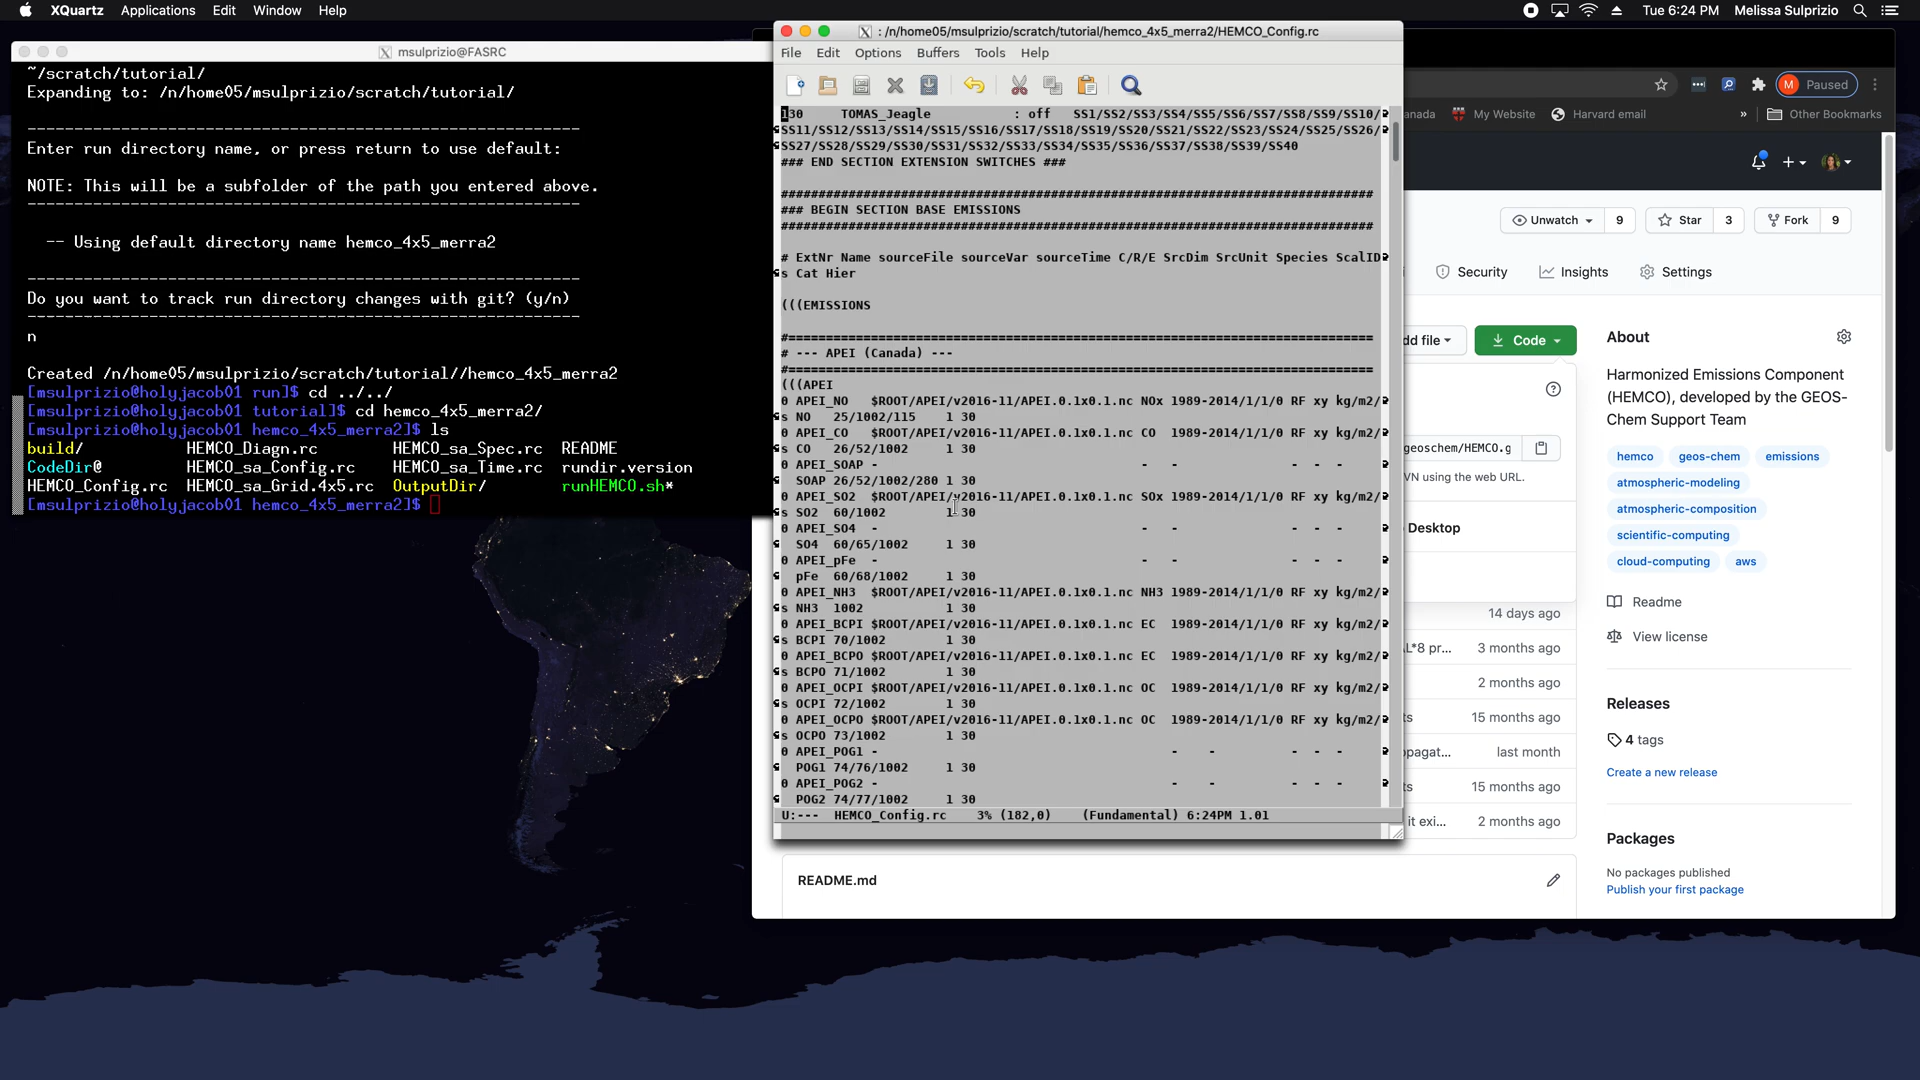 XQuartz Applications Edit Window Help
Tue 6:24 PM Melissa Sulprizio
msulprizio@FASRC
~/scratch/tutorial/
Expanding to: /n/home05/msulprizio/scratch/tutorial/
-----------------------------------------------------------
Enter run directory name, or press return to use default:
NOTE: This will be a subfolder of the path you entered above.
-----------------------------------------------------------
-- Using default directory name hemco_4x5_merra2
-----------------------------------------------------------
Do you want to track run directory changes with git? (y/n)
-----------------------------------------------------------
n
Created /n/home05/msulprizio/scratch/tutorial//hemco_4x5_merra2
[msulprizio@holyjacob01 run]$ cd ../../
[msulprizio@holyjacob01 tutorial]$ cd hemco_4x5_merra2/
[msulprizio@holyjacob01 hemco_4x5_merra2]$ ls
build/ HEMCO_Diagn.rc HEMCO_sa_Spec.rc README
CodeDir@ HEMCO_sa_Config.rc HEMCO_sa_Time.rc rundir.version
HEMCO_Config.rc HEMCO_sa_Grid.4x5.rc OutputDir/ runHEMCO.sh*
[msulprizio@holyjacob01 hemco_4x5_merra2]$
: /n/home05/msulprizio/scratch/tutorial/hemco_4x5_merra2/HEMCO_Config.rc
File Edit Options Buffers Tools Help
130 TOMAS_Jeagle : off SS1/SS2/SS3/SS4/SS5/SS6/SS7/SS8/SS9/SS10/
SS11/SS12/SS13/SS14/SS15/SS16/SS17/SS18/SS19/SS20/SS21/SS22/SS23/SS24/SS25/SS26/
SS27/SS28/SS29/SS30/SS31/SS32/SS33/SS34/SS35/SS36/SS37/SS38/SS39/SS40
### END SECTION EXTENSION SWITCHES ###
###############################################################################
### BEGIN SECTION BASE EMISSIONS
###############################################################################
# ExtNr Name sourceFile sourceVar sourceTime C/R/E SrcDim SrcUnit Species ScalID
s Cat Hier
(((EMISSIONS
#==============================================================================
# --- APEI (Canada) ---
#==============================================================================
(((APEI
0 APEI_NO $ROOT/APEI/v2016-11/APEI.0.1x0.1.nc NOx 1989-2014/1/1/0 RF xy kg/m2/
s NO 25/1002/115 1 30
0 APEI_CO $ROOT/APEI/v2016-11/APEI.0.1x0.1.nc CO 1989-2014/1/1/0 RF xy kg/m2/
s CO 26/52/1002 1 30
0 APEI_SOAP - - - - - -
SOAP 26/52/1002/280 1 30
0 APEI_SO2 $ROOT/APEI/v2016-11/APEI.0.1x0.1.nc SOx 1989-2014/1/1/0 RF xy kg/m2/
s SO2 60/1002 1 30
0 APEI_SO4 - - - - - -
SO4 60/65/1002 1 30
0 APEI_pFe - - - - - -
pFe 60/68/1002 1 30
0 APEI_NH3 $ROOT/APEI/v2016-11/APEI.0.1x0.1.nc NH3 1989-2014/1/1/0 RF xy kg/m2/
s NH3 1002 1 30
0 APEI_BCPI $ROOT/APEI/v2016-11/APEI.0.1x0.1.nc EC 1989-2014/1/1/0 RF xy kg/m2/
s BCPI 70/1002 1 30
0 APEI_BCPO $ROOT/APEI/v2016-11/APEI.0.1x0.1.nc EC 1989-2014/1/1/0 RF xy kg/m2/
s BCPO 71/1002 1 30
0 APEI_OCPI $ROOT/APEI/v2016-11/APEI.0.1x0.1.nc OC 1989-2014/1/1/0 RF xy kg/m2/
s OCPI 72/1002 1 30
0 APEI_OCPO $ROOT/APEI/v2016-11/APEI.0.1x0.1.nc OC 1989-2014/1/1/0 RF xy kg/m2/
s OCPO 73/1002 1 30
0 APEI_POG1 - - - - - -
POG1 74/76/1002 1 30
0 APEI_POG2 - - - - - -
POG2 74/77/1002 1 30
U:--- HEMCO_Config.rc 3% (182,0) (Fundamental) 6:24PM 1.01
M Paused
anada My Website Harvard email » Other Bookmarks
Unwatch 9 Star 3 Fork 9
Security Insights Settings
dd file Code
geoschem/HEMCO.g
VN using the web URL.
Desktop
14 days ago
L*8 pr... 3 months ago
2 months ago
ts 15 months ago
opagat... last month
ts 15 months ago
it exi... 2 months ago
README.md
About
Harmonized Emissions Component
(HEMCO), developed by the GEOS-
Chem Support Team
hemco geos-chem emissions
atmospheric-modeling
atmospheric-composition
scientific-computing
cloud-computing aws
Readme
View license
Releases
4 tags
Create a new release
Packages
No packages published
Publish your first package